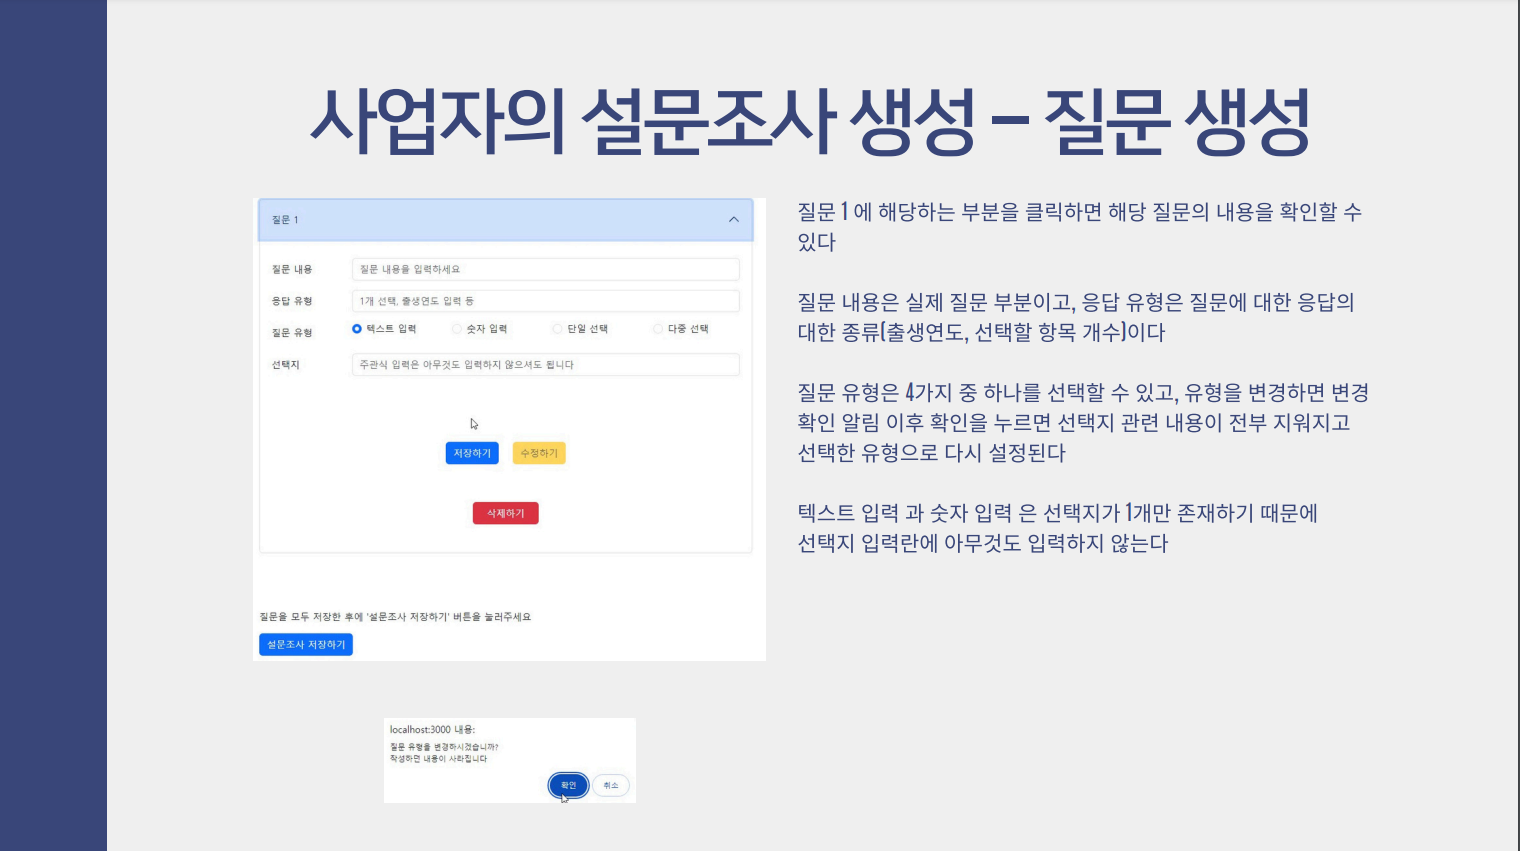 사업자의 설문조사 생성 – 질문 생성
질문 1
질문 내용
질문 내용을 입력하세요
응답 유형
1개 선택, 출생연도 입력 등
질문 유형
텍스트 입력
숫자 입력
단일 선택
다중 선택
선택지
주관식 입력은 아무것도 입력하지 않으셔도 됩니다
저장하기
수정하기
삭제하기
질문을 모두 저장한 후에 '설문조사 저장하기' 버튼을 눌러주세요
설문조사 저장하기
localhost:3000 내용:
질문 유형을 변경하시겠습니까?
작성하면 내용이 사라집니다
확인
취소
질문 1 에 해당하는 부분을 클릭하면 해당 질문의 내용을 확인할 수
있다
질문 내용은 실제 질문 부분이고, 응답 유형은 질문에 대한 응답의
대한 종류(출생연도, 선택할 항목 개수)이다
질문 유형은 4가지 중 하나를 선택할 수 있고, 유형을 변경하면 변경
확인 알림 이후 확인을 누르면 선택지 관련 내용이 전부 지워지고
선택한 유형으로 다시 설정된다
텍스트 입력 과 숫자 입력 은 선택지가 1개만 존재하기 때문에
선택지 입력란에 아무것도 입력하지 않는다